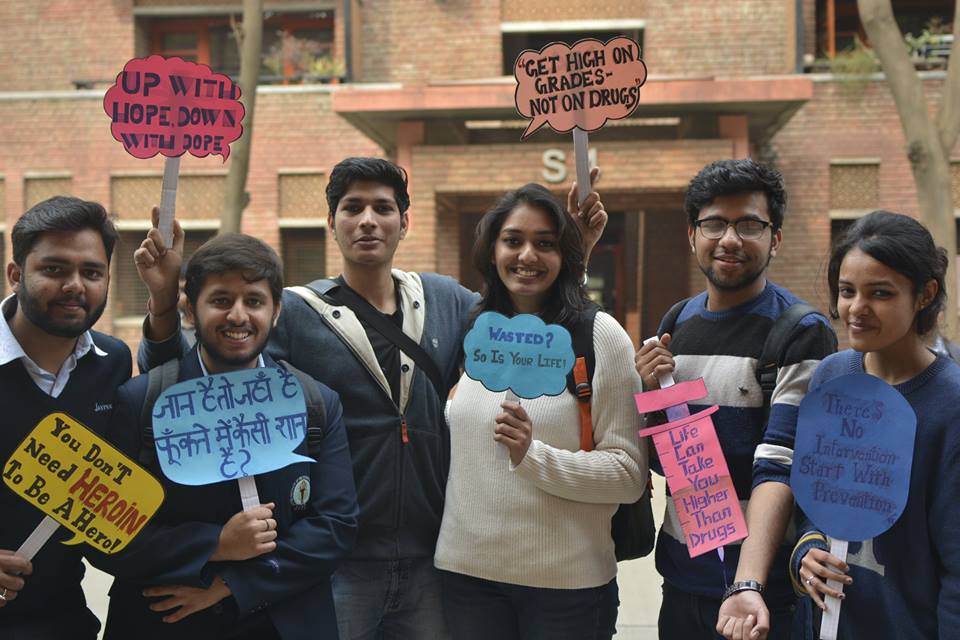 UP WITH
HOPE, DOWN
WITH DOPE
"GET HIGH ON
GRADES-
NOT ON DRUGS"
S
You Don't
Need HEROiN
To Be A Hero!
जान है तो जहाँ
फूँकने में कैसी शान
है?
WASTED?
So Is Your LiFE!
Life Can
Take
You
Higher
Than
Drugs
There's
No
Intervention
Start With
Prevention